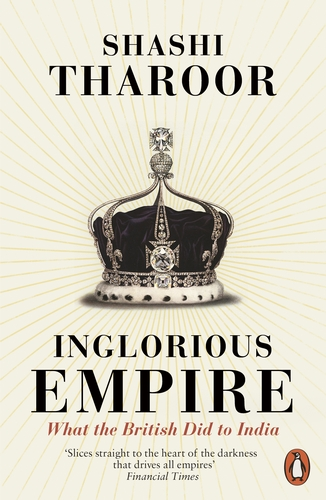 SHASHI
THAROOR
INGLORIOUS
EMPIRE
What the British Did to India
‘Slices straight to the heart of the darkness
that drives all empires’
Financial Times